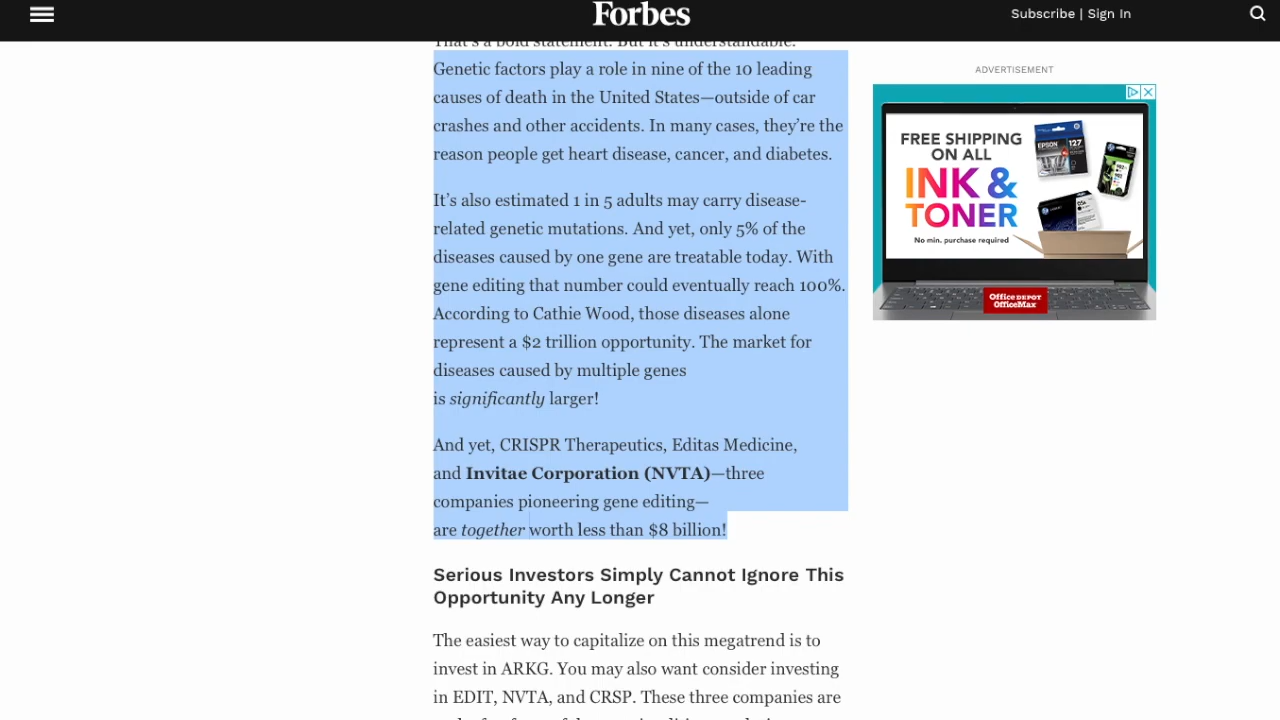 Forbes
Subscribe | Sign In
That's a bold statement. But it's understandable.
Genetic factors play a role in nine of the 10 leading
causes of death in the United States—outside of car
crashes and other accidents. In many cases, they're the
reason people get heart disease, cancer, and diabetes.
It's also estimated 1 in 5 adults may carry disease-
related genetic mutations. And yet, only 5% of the
diseases caused by one gene are treatable today. With
gene editing that number could eventually reach 100%.
According to Cathie Wood, those diseases alone
represent a $2 trillion opportunity. The market for
diseases caused by multiple genes
is significantly larger!
And yet, CRISPR Therapeutics, Editas Medicine,
and Invitae Corporation (NVTA)—three
companies pioneering gene editing—
are together worth less than $8 billion!
Serious Investors Simply Cannot Ignore This
Opportunity Any Longer
The easiest way to capitalize on this megatrend is to
invest in ARKG. You may also want consider investing
in EDIT, NVTA, and CRSP. These three companies are
ADVERTISEMENT
FREE SHIPPING
ON ALL
INK &
TONER
No min. purchase required
EPSON
127
Office DEPOT
OfficeMax